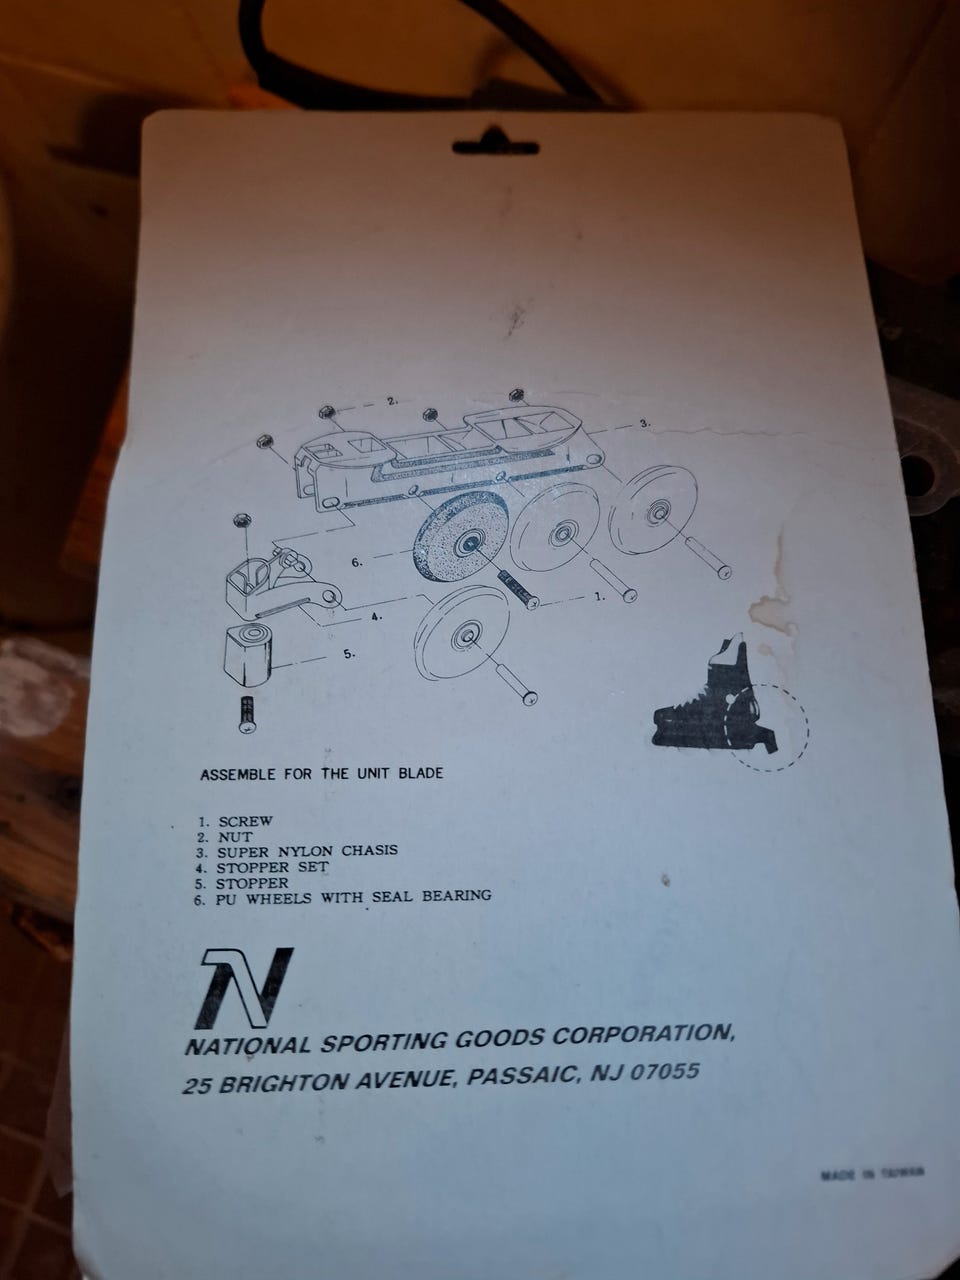 2.
3.
6.
1.
4.
5.
ASSEMBLE FOR THE UNIT BLADE
1. SCREW
2. NUT
3. SUPER NYLON CHASIS
4. STOPPER SET
5. STOPPER
6. PU WHEELS WITH SEAL BEARING
N
NATIONAL SPORTING GOODS CORPORATION,
25 BRIGHTON AVENUE, PASSAIC, NJ 07055
MADE IN TAIWAN